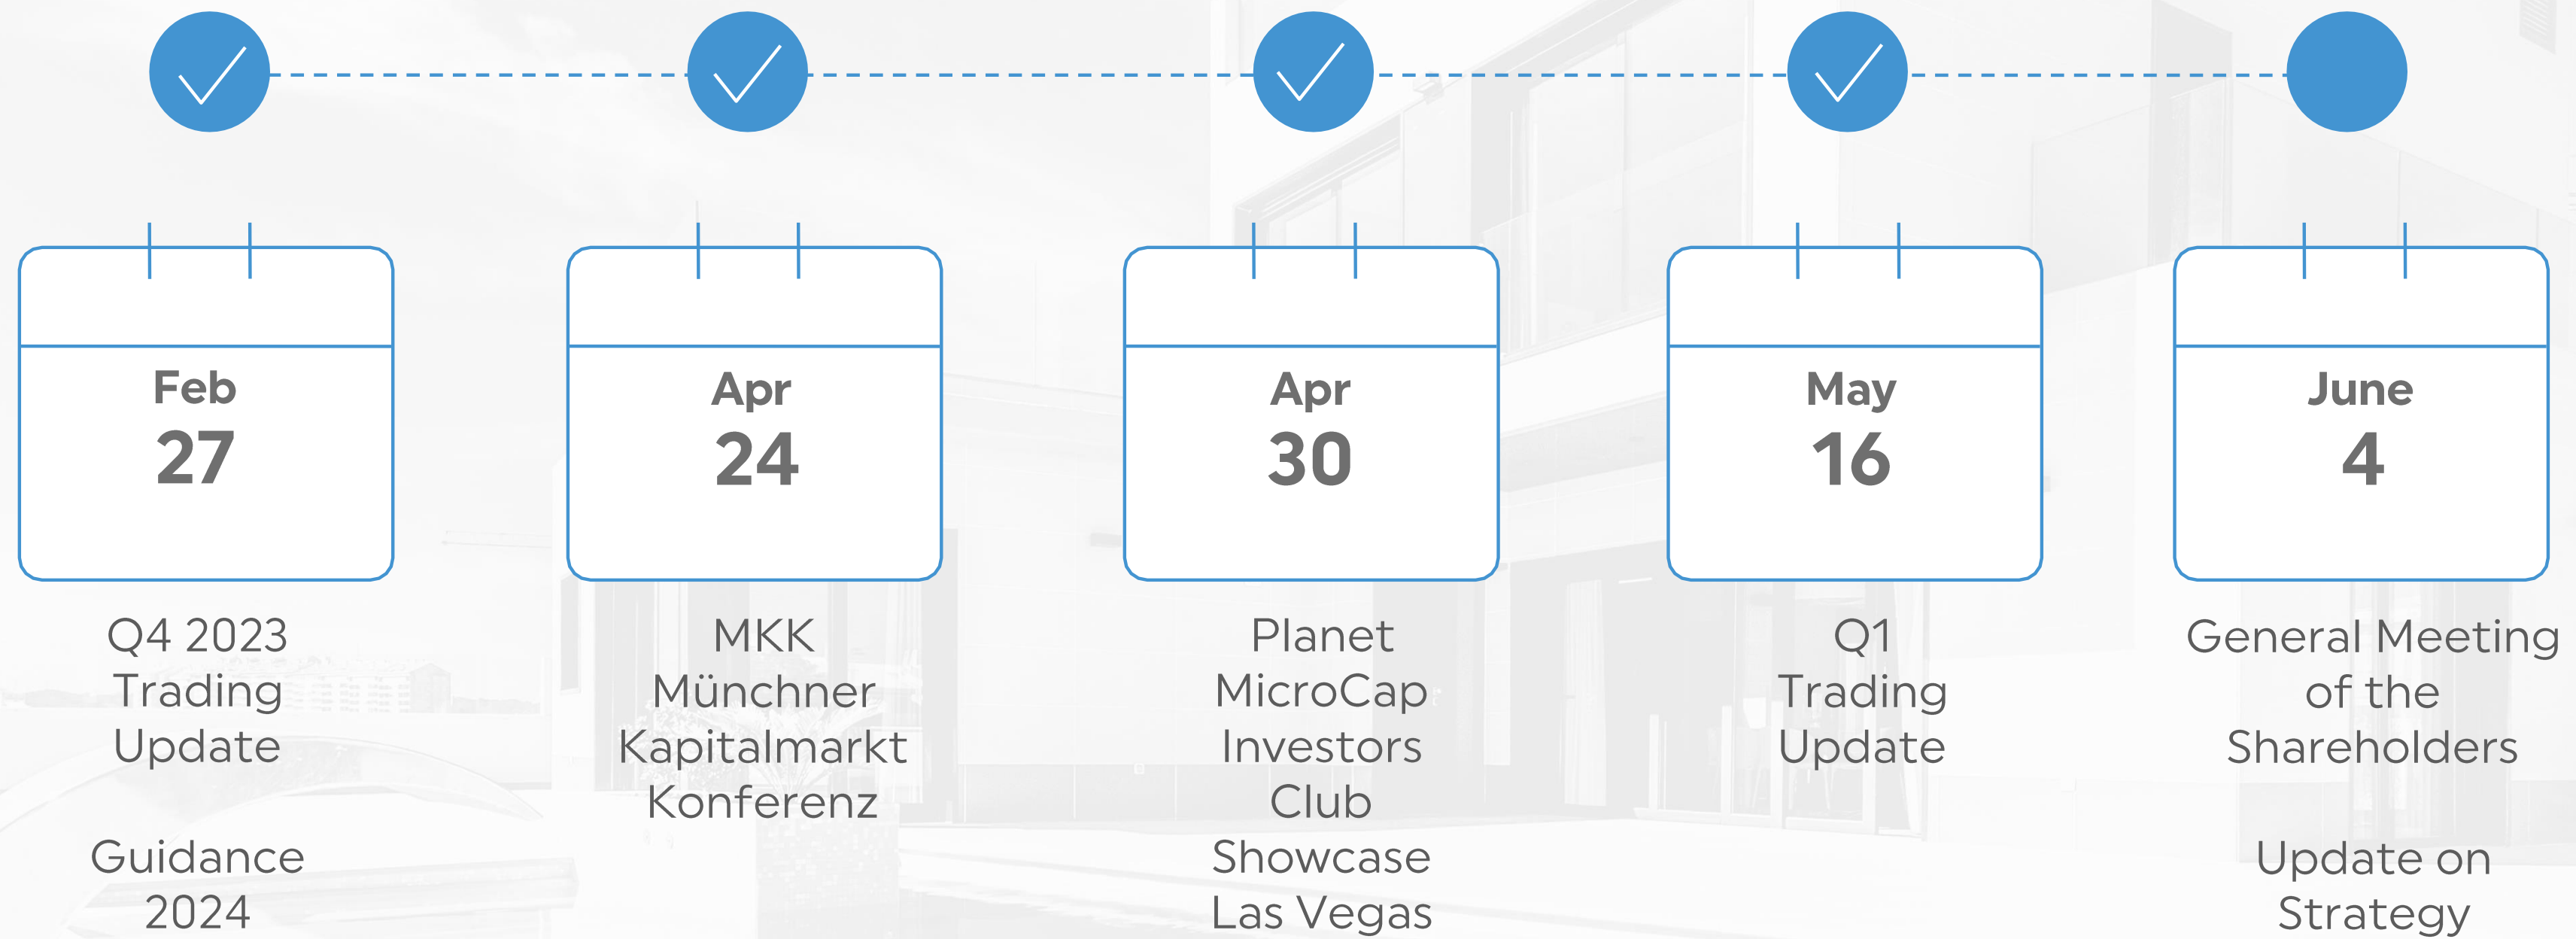 Feb
27
Q4 2023
Trading
Update
Guidance
2024
Apr
24
MKK
Münchner
Kapitalmarkt
Konferenz
Apr
30
Planet
MicroCap
Investors
Club
Showcase
Las Vegas
May
16
Q1
Trading
Update
June
4
General Meeting
of the
Shareholders
Update on
Strategy